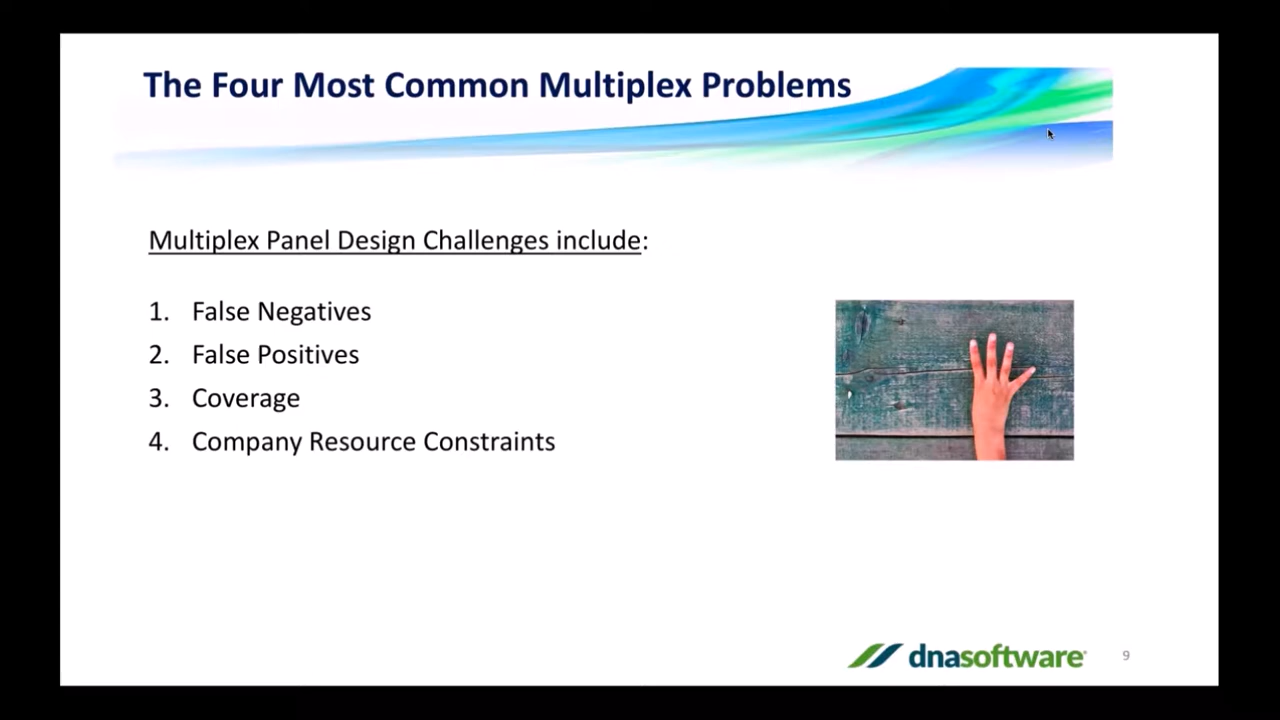 The Four Most Common Multiplex Problems
Multiplex Panel Design Challenges include:
1. False Negatives
2. False Positives
3. Coverage
4. Company Resource Constraints
dnasoftware
9